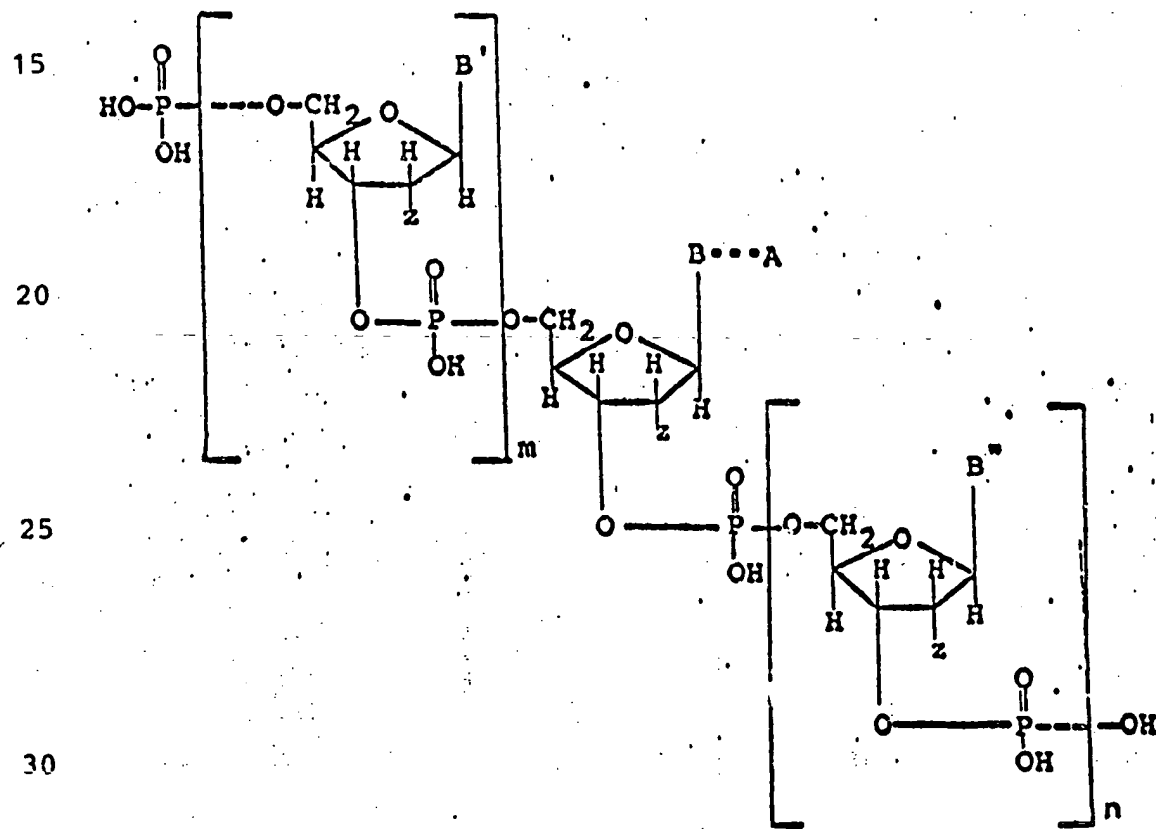 15
O
B'
HO-P-----O-CH2 O
OH
H H
H H
z
O
B•••A
20
O-P-O-CH2 O
OH
H H
H H
z
m
O
B"
25
O-P-O-CH2 O
OH
H H
H H
z
O
O-P----OH
OH
30
n